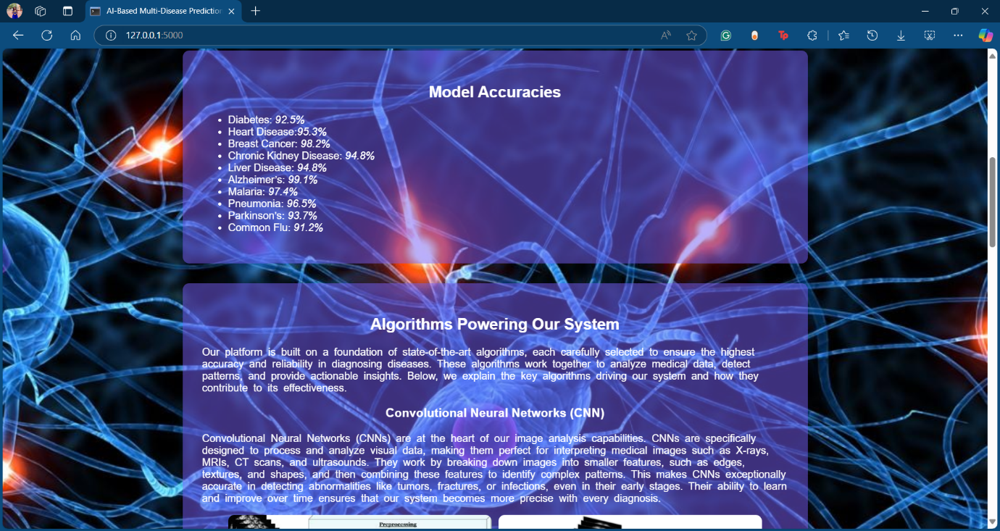 AI-Based Multi-Disease Prediction
127.0.0.1:5000
Model Accuracies
• Diabetes: 92.5%
• Heart Disease:95.3%
• Breast Cancer: 98.2%
• Chronic Kidney Disease: 94.8%
• Liver Disease: 94.8%
• Alzheimer's: 99.1%
• Malaria: 97.4%
• Pneumonia: 96.5%
• Parkinson's: 93.7%
• Common Flu: 91.2%
Algorithms Powering Our System
Our platform is built on a foundation of state-of-the-art algorithms, each carefully selected to ensure the highest
accuracy and reliability in diagnosing diseases. These algorithms work together to analyze medical data, detect
patterns, and provide actionable insights. Below, we explain the key algorithms driving our system and how they
contribute to its effectiveness.
Convolutional Neural Networks (CNN)
Convolutional Neural Networks (CNNs) are at the heart of our image analysis capabilities. CNNs are specifically
designed to process and analyze visual data, making them perfect for interpreting medical images such as X-rays,
MRIs, CT scans, and ultrasounds. They work by breaking down images into smaller features, such as edges,
textures, and shapes, and then combining these features to identify complex patterns. This makes CNNs exceptionally
accurate in detecting abnormalities like tumors, fractures, or infections, even in their early stages. Their ability to learn
and improve over time ensures that our system becomes more precise with every diagnosis.
Preprocessing